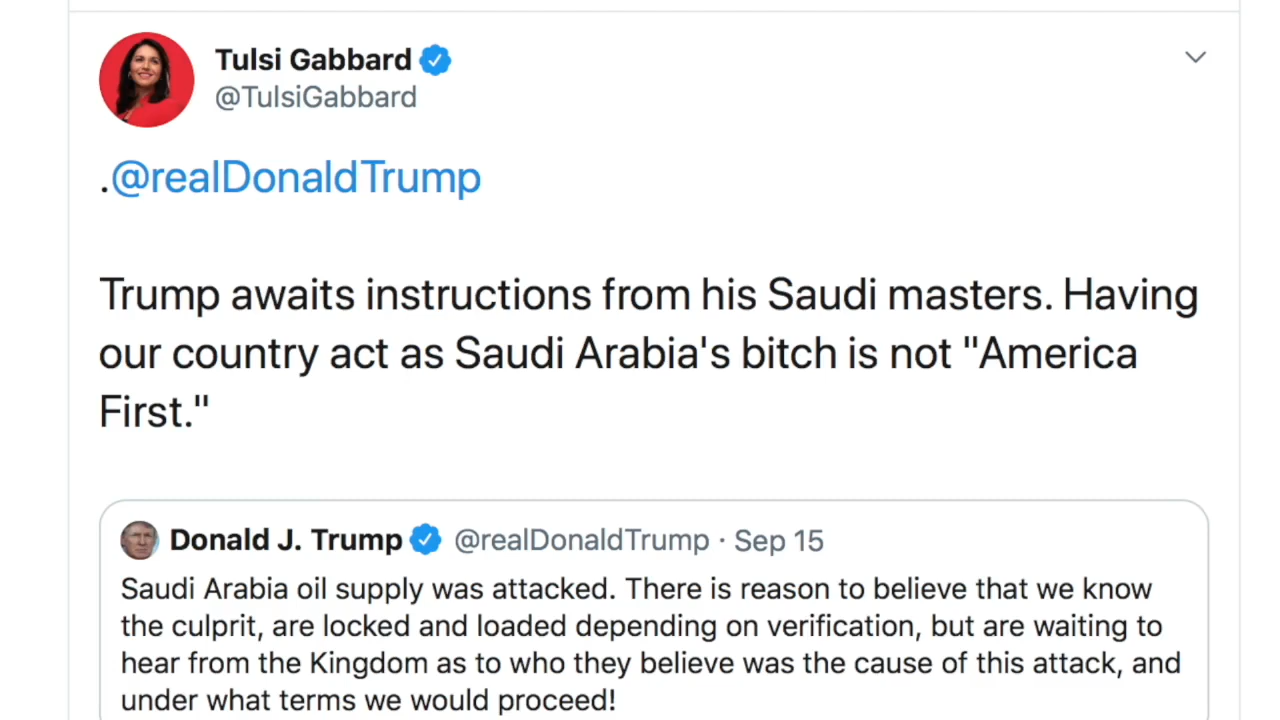 Tulsi Gabbard
@TulsiGabbard
.@realDonaldTrump
Trump awaits instructions from his Saudi masters. Having
our country act as Saudi Arabia's bitch is not "America
First."
Donald J. Trump @realDonaldTrump · Sep 15
Saudi Arabia oil supply was attacked. There is reason to believe that we know
the culprit, are locked and loaded depending on verification, but are waiting to
hear from the Kingdom as to who they believe was the cause of this attack, and
under what terms we would proceed!